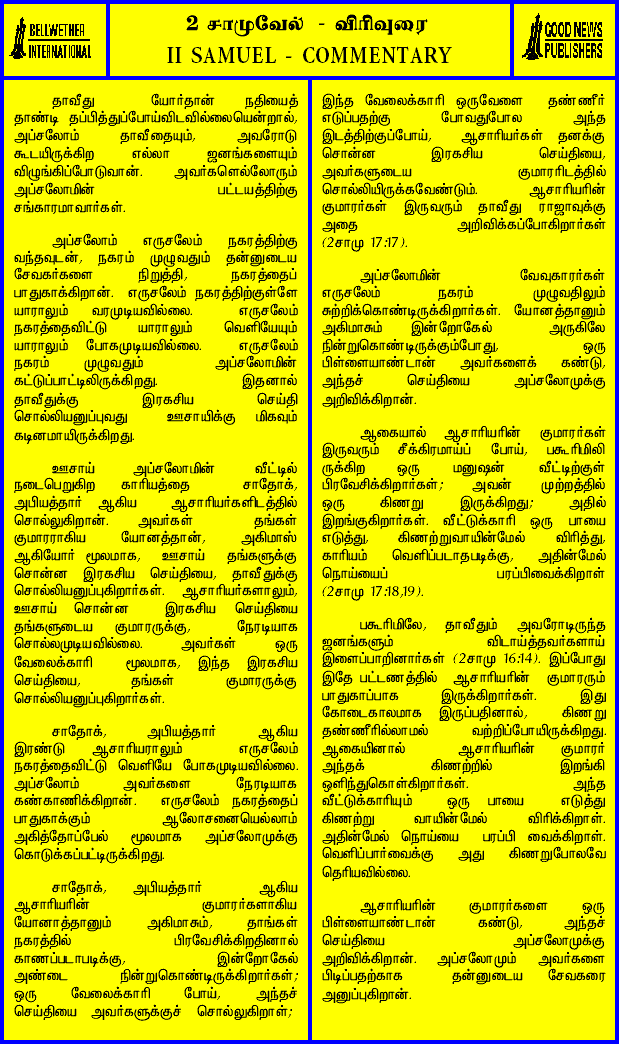 BELLWETHER
INTERNATIONAL
2 சாமுவேல் - விரிவுரை
II SAMUEL - COMMENTARY
GOOD NEWS
PUBLISHERS
தாவீது யோர்தான் நதியைத்
தாண்டி தப்பித்துப்போய்விடவில்லையென்றால்,
அப்சலோம் தாவீதையும், அவரோடு
கூடயிருக்கிற எல்லா ஜனங்களையும்
விழுங்கிப்போடுவான். அவர்களெல்லோரும்
அப்சலோமின் பட்டயத்திற்கு
சங்காரமாவார்கள்.
அப்சலோம் எருசலேம் நகரத்திற்கு
வந்தவுடன், நகரம் முழுவதும் தன்னுடைய
சேவகர்களை நிறுத்தி, நகரத்தைப்
பாதுகாக்கிறான். எருசலேம் நகரத்திற்குள்ளே
யாராலும் வரமுடியவில்லை. எருசலேம்
நகரத்தைவிட்டு யாராலும் வெளியேயும்
யாராலும் போகமுடியவில்லை. எருசலேம்
நகரம் முழுவதும் அப்சலோமின்
கட்டுப்பாட்டிலிருக்கிறது. இதனால்
தாவீதுக்கு இரகசிய செய்தி
சொல்லியனுப்புவது ஊசாயிக்கு மிகவும்
கடினமாயிருக்கிறது.
ஊசாய் அப்சலோமின் வீட்டில்
நடைபெறுகிற காரியத்தை சாதோக்,
அபியத்தார் ஆகிய ஆசாரியர்களிடத்தில்
சொல்லுகிறான். அவர்கள் தங்கள்
குமாரராகிய யோனத்தான், அகிமாஸ்
ஆகியோர் மூலமாக, ஊசாய் தங்களுக்கு
சொன்ன இரகசிய செய்தியை, தாவீதுக்கு
சொல்லியனுப்புகிறார்கள். ஆசாரியர்களாலும்,
ஊசாய் சொன்ன இரகசிய செய்தியை
தங்களுடைய குமாரருக்கு, நேரடியாக
சொல்லமுடியவில்லை. அவர்கள் ஒரு
வேலைக்காரி மூலமாக, இந்த இரகசிய
செய்தியை, தங்கள் குமாரருக்கு
சொல்லியனுப்புகிறார்கள்.
சாதோக், அபியத்தார் ஆகிய
இரண்டு ஆசாரியராலும் எருசலேம்
நகரத்தைவிட்டு வெளியே போகமுடியவில்லை.
அப்சலோம் அவர்களை நேரடியாக
கண்காணிக்கிறான். எருசலேம் நகரத்தைப்
பாதுகாக்கும் ஆலோசனையெல்லாம்
அகித்தோப்பேல் மூலமாக அப்சலோமுக்கு
கொடுக்கப்பட்டிருக்கிறது.
சாதோக், அபியத்தார் ஆகிய
ஆசாரியரின் குமாரர்களாகிய
யோனாத்தானும் அகிமாசும், தாங்கள்
நகரத்தில் பிரவேசிக்கிறதினால்
காணப்படாபடிக்கு, இன்றோகேல்
அண்டை நின்றுகொண்டிருக்கிறார்கள்;
ஒரு வேலைக்காரி போய், அந்தச்
செய்தியை அவர்களுக்குச் சொல்லுகிறாள்;
இந்த வேலைக்காரி ஒருவேளை தண்ணீர்
எடுப்பதற்கு போவதுபோல அந்த
இடத்திற்குப்போய், ஆசாரியர்கள் தனக்கு
சொன்ன இரகசிய செய்தியை,
அவர்களுடைய குமாரரிடத்தில்
சொல்லியிருக்கவேண்டும். ஆசாரியரின்
குமாரர்கள் இருவரும் தாவீது ராஜாவுக்கு
அதை அறிவிக்கப்போகிறார்கள்
(2சாமு 17:17).
அப்சலோமின் வேவுகாரர்கள்
எருசலேம் நகரம் முழுவதிலும்
சுற்றிக்கொண்டிருக்கிறார்கள். யோனத்தானும்
அகிமாசும் இன்றோகேல் அருகிலே
நின்றுகொண்டிருக்கும்போது, ஒரு
பிள்ளையாண்டான் அவர்களைக் கண்டு,
அந்தச் செய்தியை அப்சலோமுக்கு
அறிவிக்கிறான்.
ஆகையால் ஆசாரியரின் குமாரர்கள்
இருவரும் சீக்கிரமாய்ப் போய், பகூரிமிலி
ருக்கிற ஒரு மனுஷன் வீட்டிற்குள்
பிரவேசிக்கிறார்கள்; அவன் முற்றத்தில்
ஒரு கிணறு இருக்கிறது; அதில்
இறங்குகிறார்கள். வீட்டுக்காரி ஒரு பாயை
எடுத்து, கிணற்றுவாயின்மேல் விரித்து,
காரியம் வெளிப்படாதபடிக்கு, அதின்மேல்
நொய்யைப் பரப்பிவைக்கிறாள்
(2சாமு 17:18,19).
பகூரிமிலே, தாவீதும் அவரோடிருந்த
ஜனங்களும் விடாய்த்தவர்களாய்
இளைப்பாறினார்கள் (2சாமு 16:14). இப்போது
இதே பட்டணத்தில் ஆசாரியரின் குமாரரும்
பாதுகாப்பாக இருக்கிறார்கள். இது
கோடைகாலமாக இருப்பதினால், கிணறு
தண்ணீரில்லாமல் வற்றிப்போயிருக்கிறது.
ஆகையினால் ஆசாரியரின் குமாரர்
அந்தக் கிணற்றில் இறங்கி
ஒளிந்துகொள்கிறார்கள். அந்த
வீட்டுக்காரியும் ஒரு பாயை எடுத்து
கிணற்று வாயின்மேல் விரிக்கிறாள்.
அதின்மேல் நொய்யை பரப்பி வைக்கிறாள்.
வெளிப்பார்வைக்கு அது கிணறுபோலவே
தெரியவில்லை.
ஆசாரியரின் குமாரர்களை ஒரு
பிள்ளையாண்டான் கண்டு, அந்தச்
செய்தியை அப்சலோமுக்கு
அறிவிக்கிறான். அப்சலோமும் அவர்களை
பிடிப்பதற்காக தன்னுடைய சேவகரை
அனுப்புகிறான்.